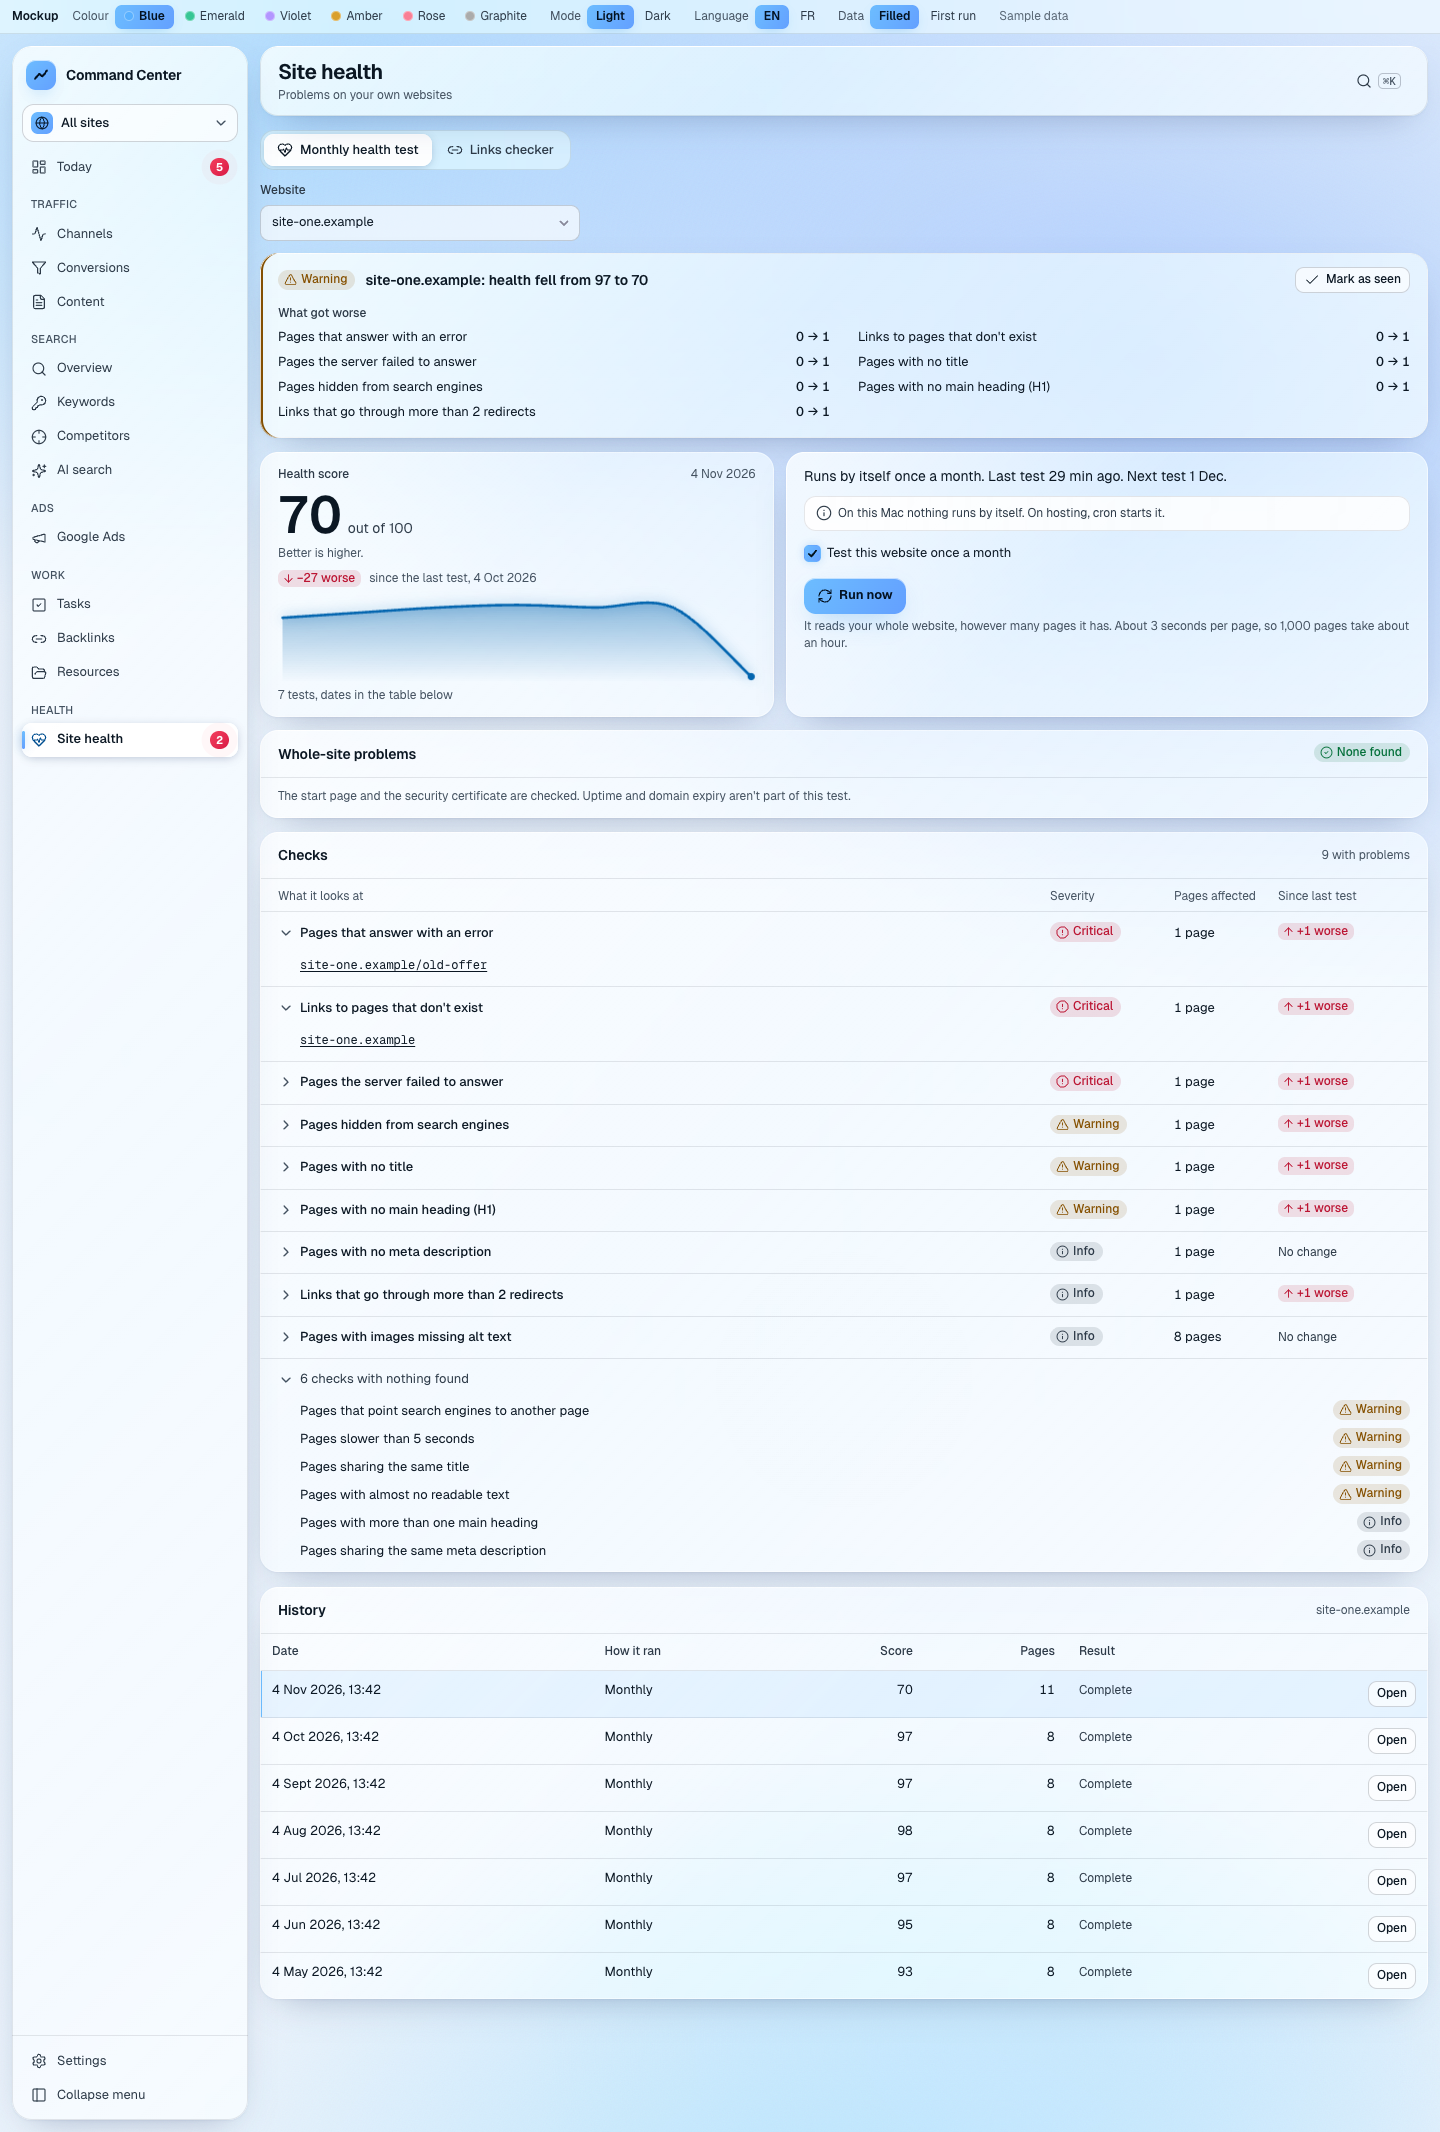 Mockup Colour Blue Emerald Violet Amber Rose Graphite Mode Light Dark Language EN FR Data Filled First run Sample data
Command Center
All sites
Today 5
TRAFFIC
Channels
Conversions
Content
SEARCH
Overview
Keywords
Competitors
AI search
ADS
Google Ads
WORK
Tasks
Backlinks
Resources
HEALTH
Site health 2
Settings
Collapse menu
Site health
Problems on your own websites
⌘K
Monthly health test Links checker
Website
site-one.example
Warning site-one.example: health fell from 97 to 70 Mark as seen
What got worse
Pages that answer with an error 0 → 1 Links to pages that don't exist 0 → 1
Pages the server failed to answer 0 → 1 Pages with no title 0 → 1
Pages hidden from search engines 0 → 1 Pages with no main heading (H1) 0 → 1
Links that go through more than 2 redirects 0 → 1
Health score 4 Nov 2026
70 out of 100
Better is higher.
↓ −27 worse since the last test, 4 Oct 2026
7 tests, dates in the table below
Runs by itself once a month. Last test 29 min ago. Next test 1 Dec.
On this Mac nothing runs by itself. On hosting, cron starts it.
Test this website once a month
Run now
It reads your whole website, however many pages it has. About 3 seconds per page, so 1,000 pages take about
an hour.
Whole-site problems None found
The start page and the security certificate are checked. Uptime and domain expiry aren't part of this test.
Checks 9 with problems
What it looks at Severity Pages affected Since last test
Pages that answer with an error Critical 1 page ↑ +1 worse
site-one.example/old-offer
Links to pages that don't exist Critical 1 page ↑ +1 worse
site-one.example
Pages the server failed to answer Critical 1 page ↑ +1 worse
Pages hidden from search engines Warning 1 page ↑ +1 worse
Pages with no title Warning 1 page ↑ +1 worse
Pages with no main heading (H1) Warning 1 page ↑ +1 worse
Pages with no meta description Info 1 page No change
Links that go through more than 2 redirects Info 1 page ↑ +1 worse
Pages with images missing alt text Info 8 pages No change
6 checks with nothing found
Pages that point search engines to another page Warning
Pages slower than 5 seconds Warning
Pages sharing the same title Warning
Pages with almost no readable text Warning
Pages with more than one main heading Info
Pages sharing the same meta description Info
History site-one.example
Date How it ran Score Pages Result
4 Nov 2026, 13:42 Monthly 70 11 Complete Open
4 Oct 2026, 13:42 Monthly 97 8 Complete Open
4 Sept 2026, 13:42 Monthly 97 8 Complete Open
4 Aug 2026, 13:42 Monthly 98 8 Complete Open
4 Jul 2026, 13:42 Monthly 97 8 Complete Open
4 Jun 2026, 13:42 Monthly 95 8 Complete Open
4 May 2026, 13:42 Monthly 93 8 Complete Open